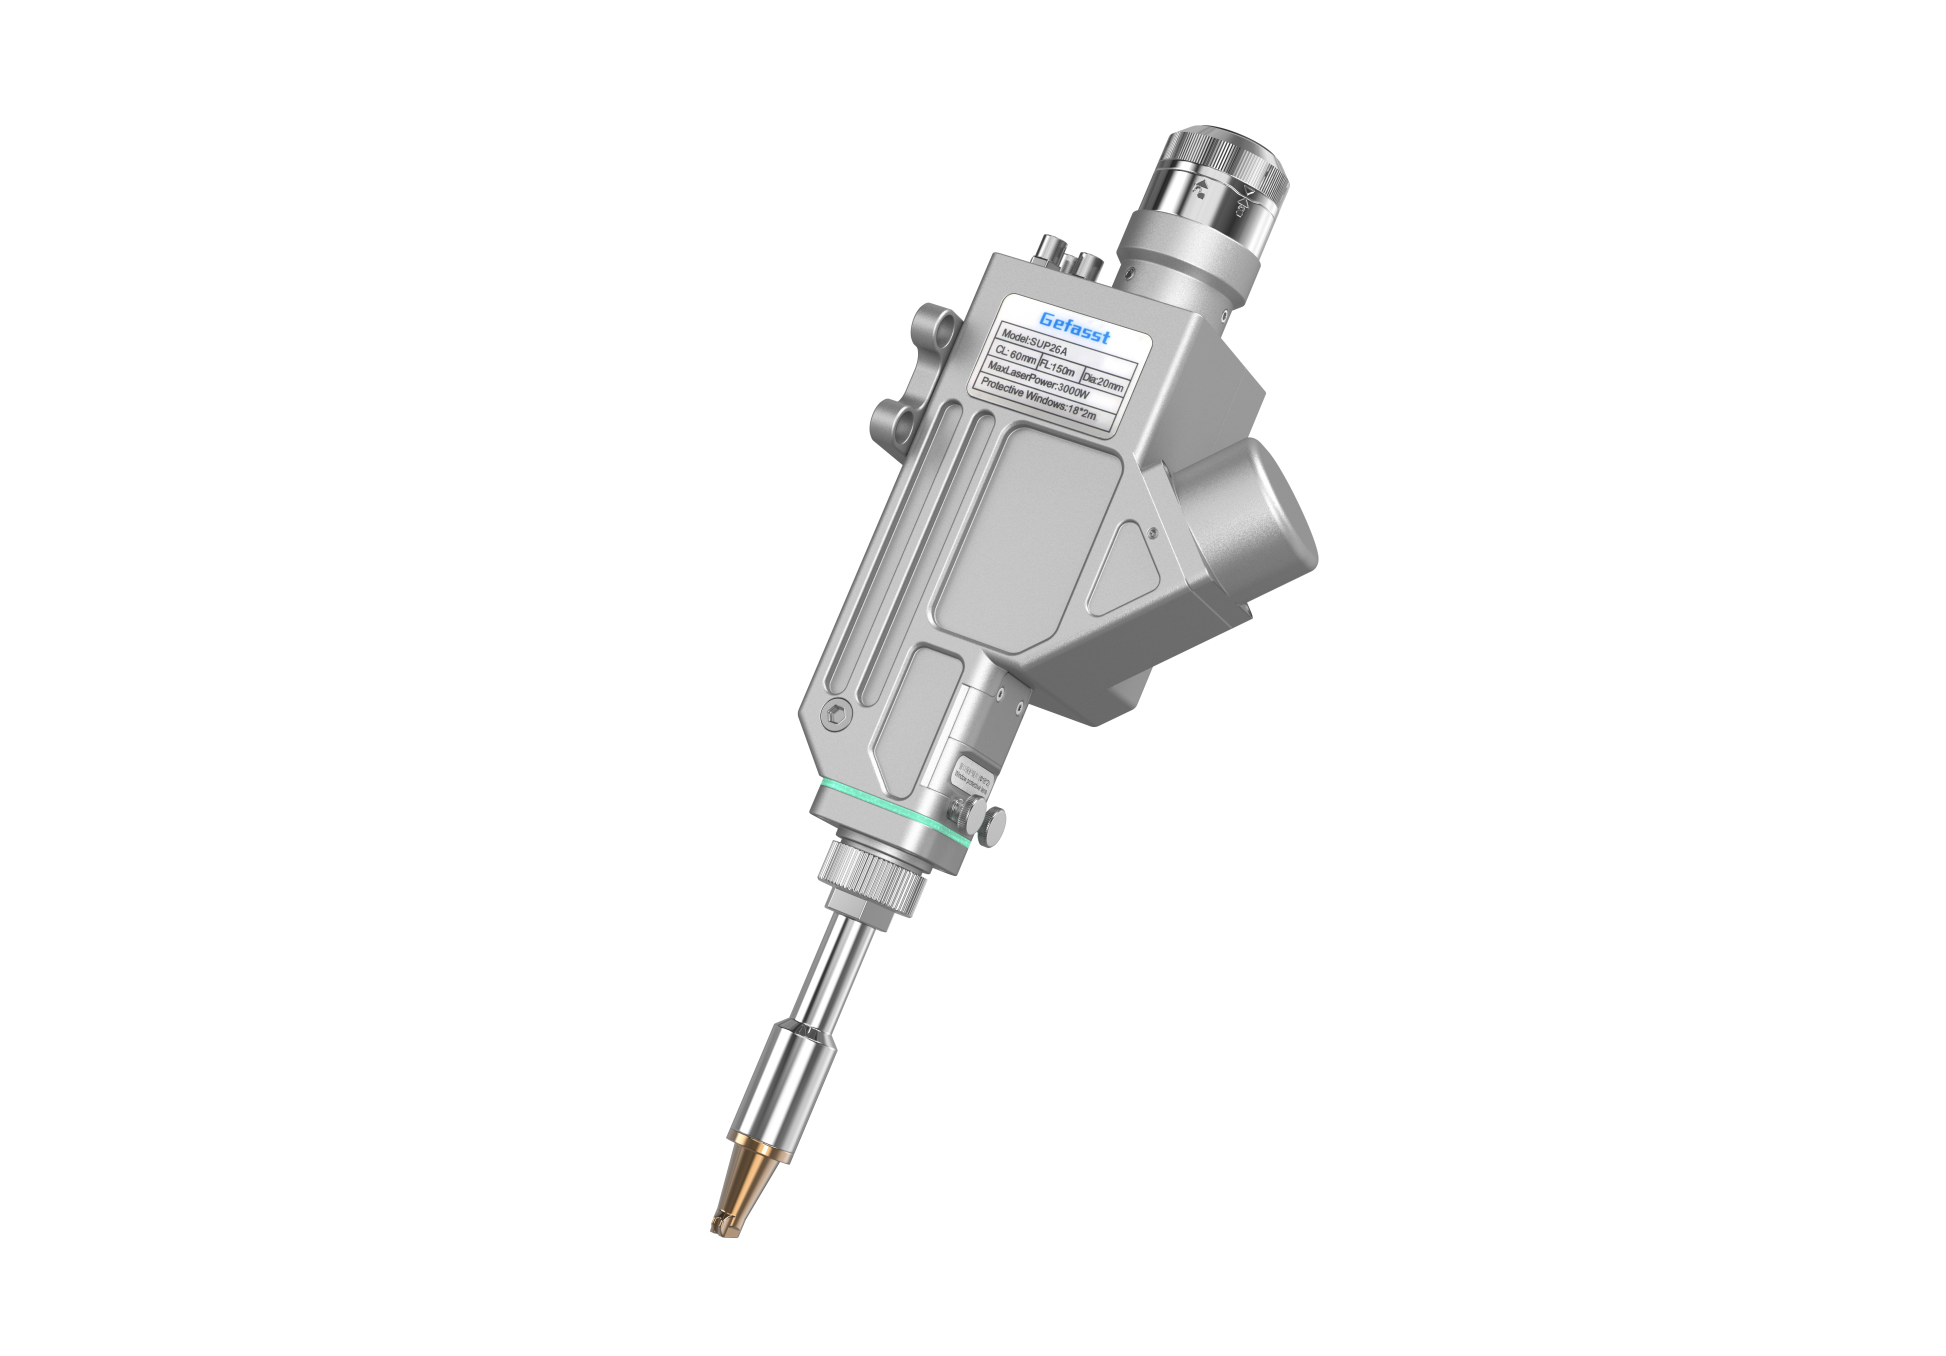 Gefasst
Model:SUP26A
CL: 60mm FL:150m Dia:20mm
MaxLaserPower:3000W
Protective Windows:18*2m